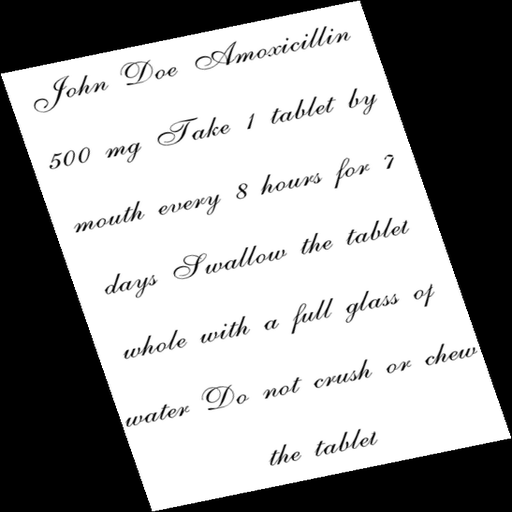 John Doe Amoxicillin
500 mg Take 1 tablet by
mouth every 8 hours for 7
days Swallow the tablet
whole with a full glass of
water Do not crush or chew
the tablet